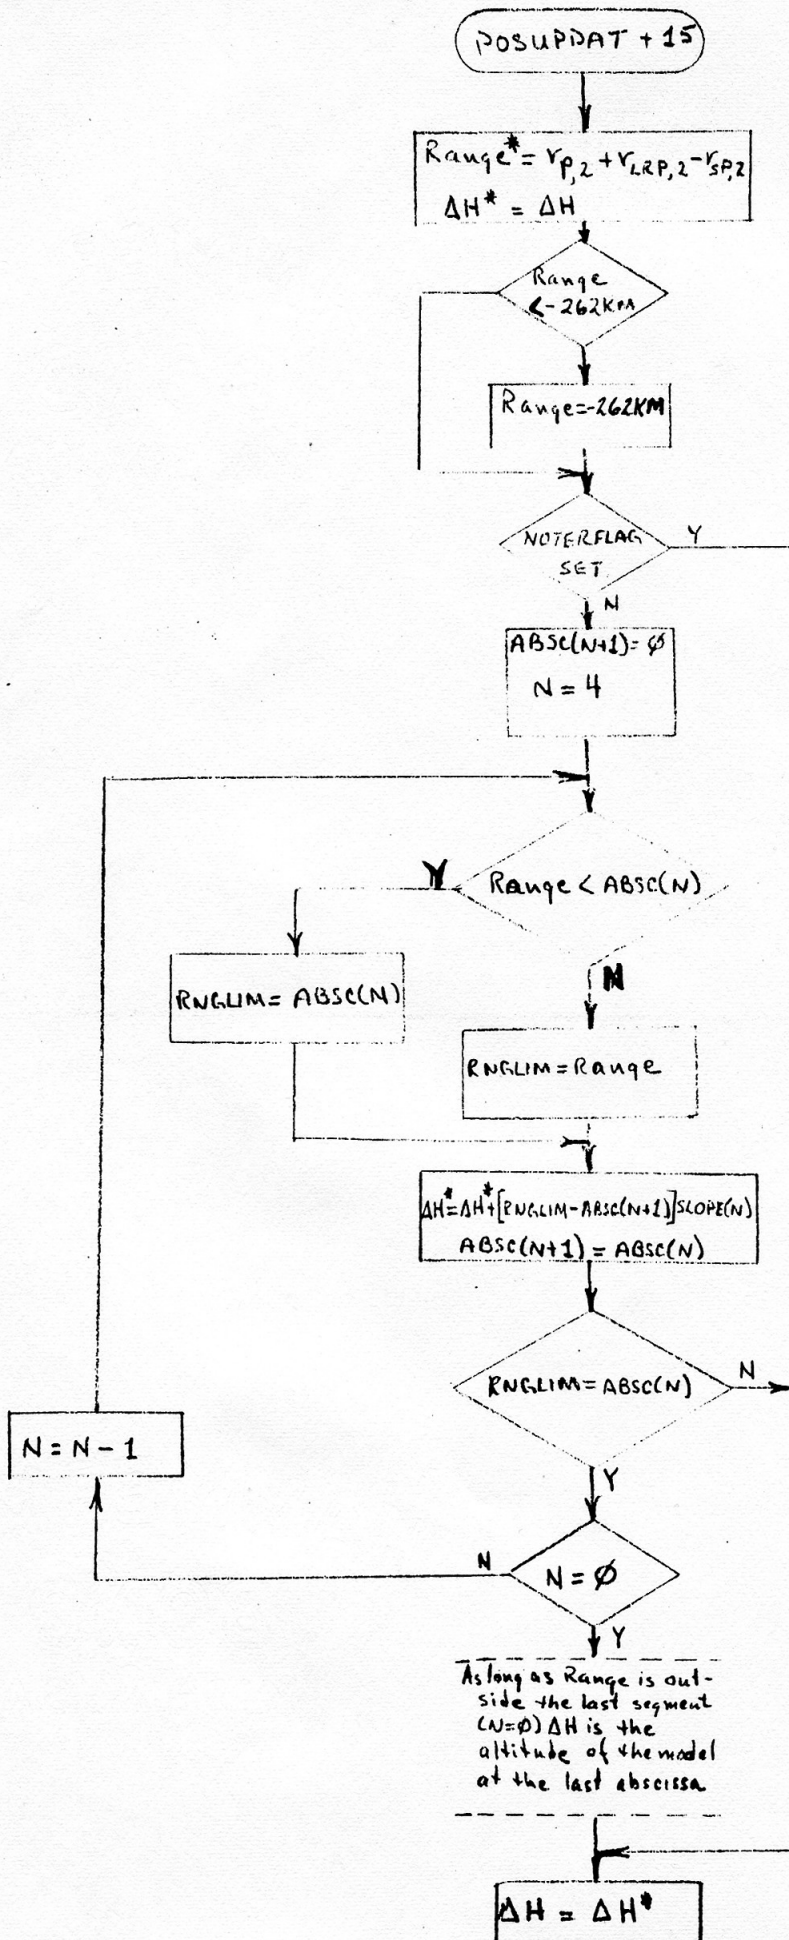 POSUPDAT + 15
Range* = rP,2 + rLRP,2 - rSP,2
ΔH* = ΔH
Range
< -262KM
Range=-262KM
NOTERFLAG
SET
Y
N
ABSC(N+1)= Ø
N = 4
Range < ABSC(N)
Y
N
RNGLIM = ABSC(N)
RNGLIM = Range
ΔH*=ΔH*+[RNGLIM-ABSC(N+1)]SLOPE(N)
ABSC(N+1) = ABSC(N)
RNGLIM = ABSC(N)
N
Y
N = N - 1
N = Ø
N
Y
As long as Range is out-
side the last segment
(N=Ø) ΔH is the
altitude of the model
at the last abscissa
ΔH = ΔH*